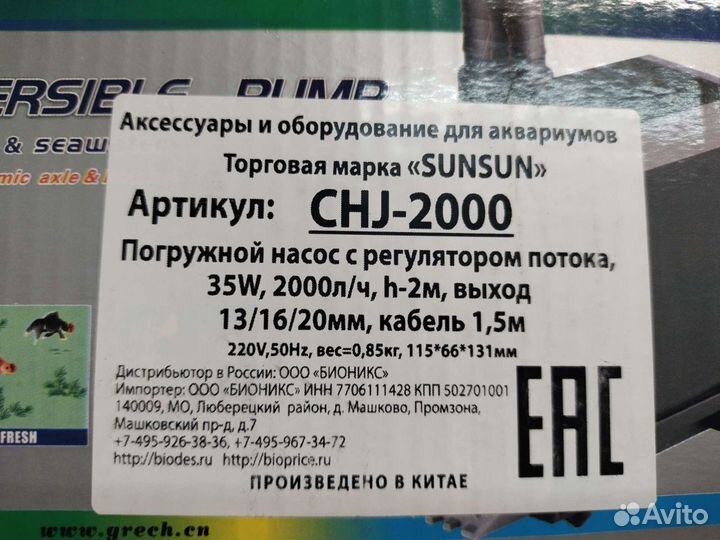 PUMP
& seaw
mic axle &
Аксессуары и оборудование для аквариумов
Торговая марка «SUNSUN»
Артикул: CHJ-2000
Погружной насос с регулятором потока,
35W, 2000л/ч, h-2м, выход
13/16/20мм, кабель 1,5м
220V,50Hz, вес=0,85кг, 115*66*131мм
Дистрибьютор в России: ООО «БИОНИКС»
Импортер: ООО «БИОНИКС» ИНН 7706111428 КПП 502701001
140009, МО, Люберецкий район, д. Машково, Промзона,
Машковский пр-д, д.7
+7-495-926-38-36, +7-495-967-34-72
http://biodes.ru http://bioprice.ru
ПРОИЗВЕДЕНО В КИТАЕ
EAC
FRESH
www.grech.cn
Avito